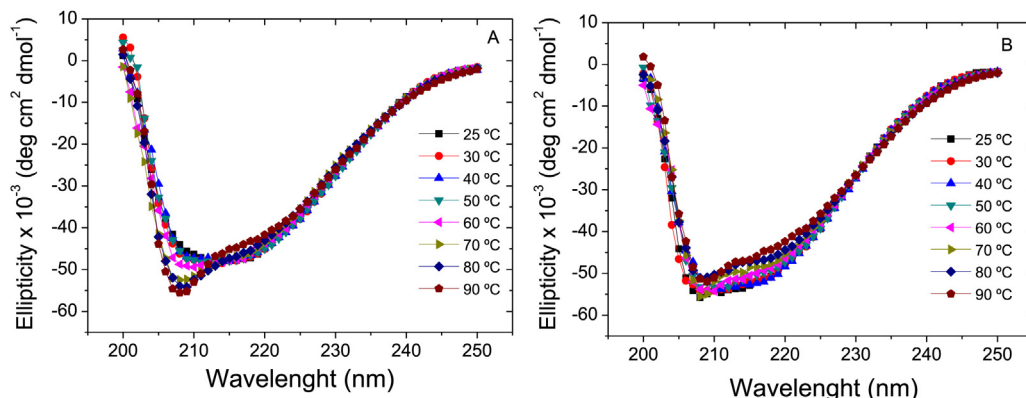 A
Ellipticity x 10⁻³ (deg cm² dmol⁻¹)
10
0
-10
-20
-30
-40
-50
-60
25 ºC
30 ºC
40 ºC
50 ºC
60 ºC
70 ºC
80 ºC
90 ºC
200 210 220 230 240 250
Wavelenght (nm)
B
Ellipticity x 10⁻³ (deg cm² dmol⁻¹)
10
0
-10
-20
-30
-40
-50
-60
25 ºC
30 ºC
40 ºC
50 ºC
60 ºC
70 ºC
80 ºC
90 ºC
200 210 220 230 240 250
Wavelenght (nm)